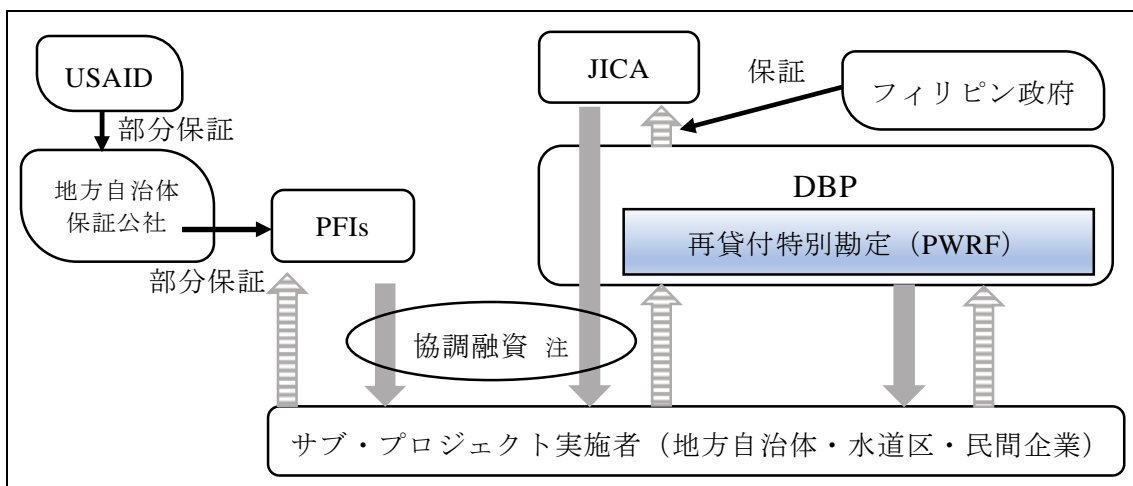 USAID
部分保証
地方自治体
保証公社
部分保証
PFIs
JICA
保証
フィリピン政府
DBP
再貸付特別勘定（PWRF）
協調融資 注
サブ・プロジェクト実施者（地方自治体・水道区・民間企業）